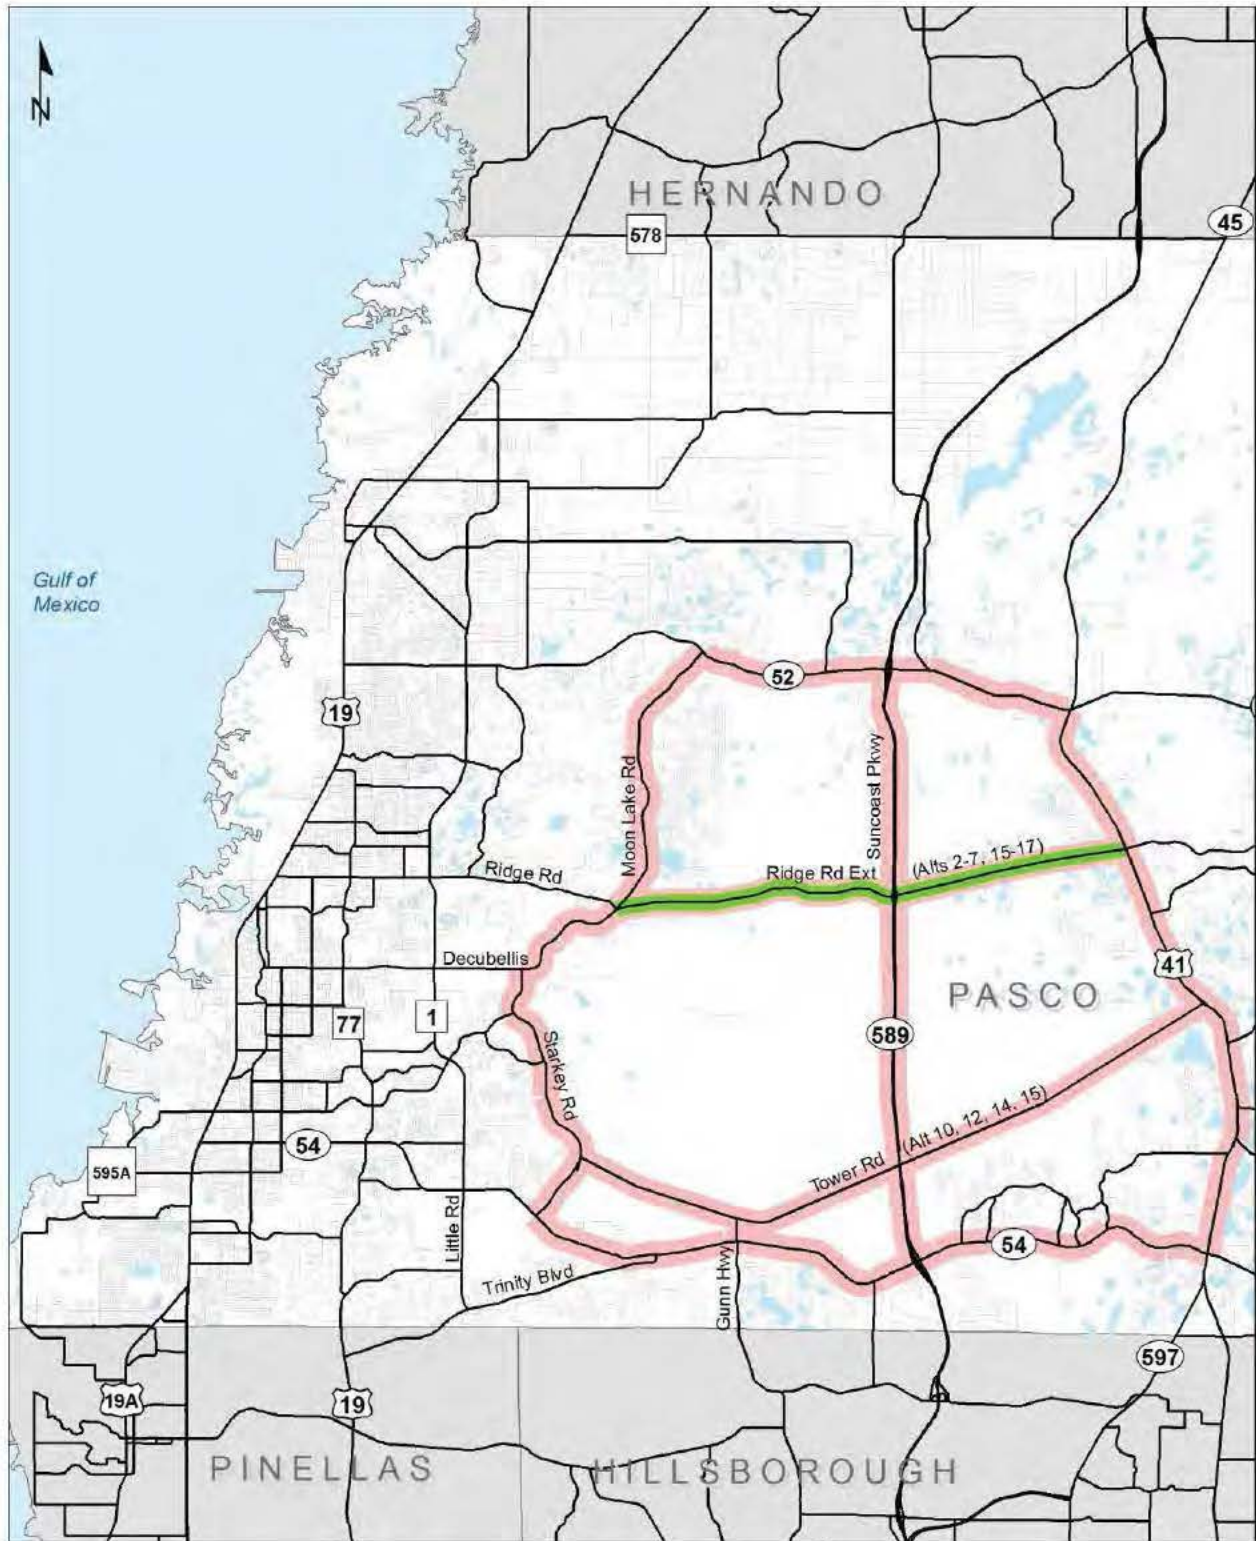 N
HERNANDO
578
45
Gulf of
Mexico
52
19
Moon Lake Rd
Suncoast Pkwy
Ridge Rd
Ridge Rd Ext
(Alts 2-7, 15-17)
Decubellis
41
PASCO
77
1
589
Starkey Rd
(Alt 10, 12, 14, 15)
54
595A
Tower Rd
Little Rd
54
Trinity Blvd
Gunn Hwy
597
19A
19
PINELLAS
HILLSBOROUGH